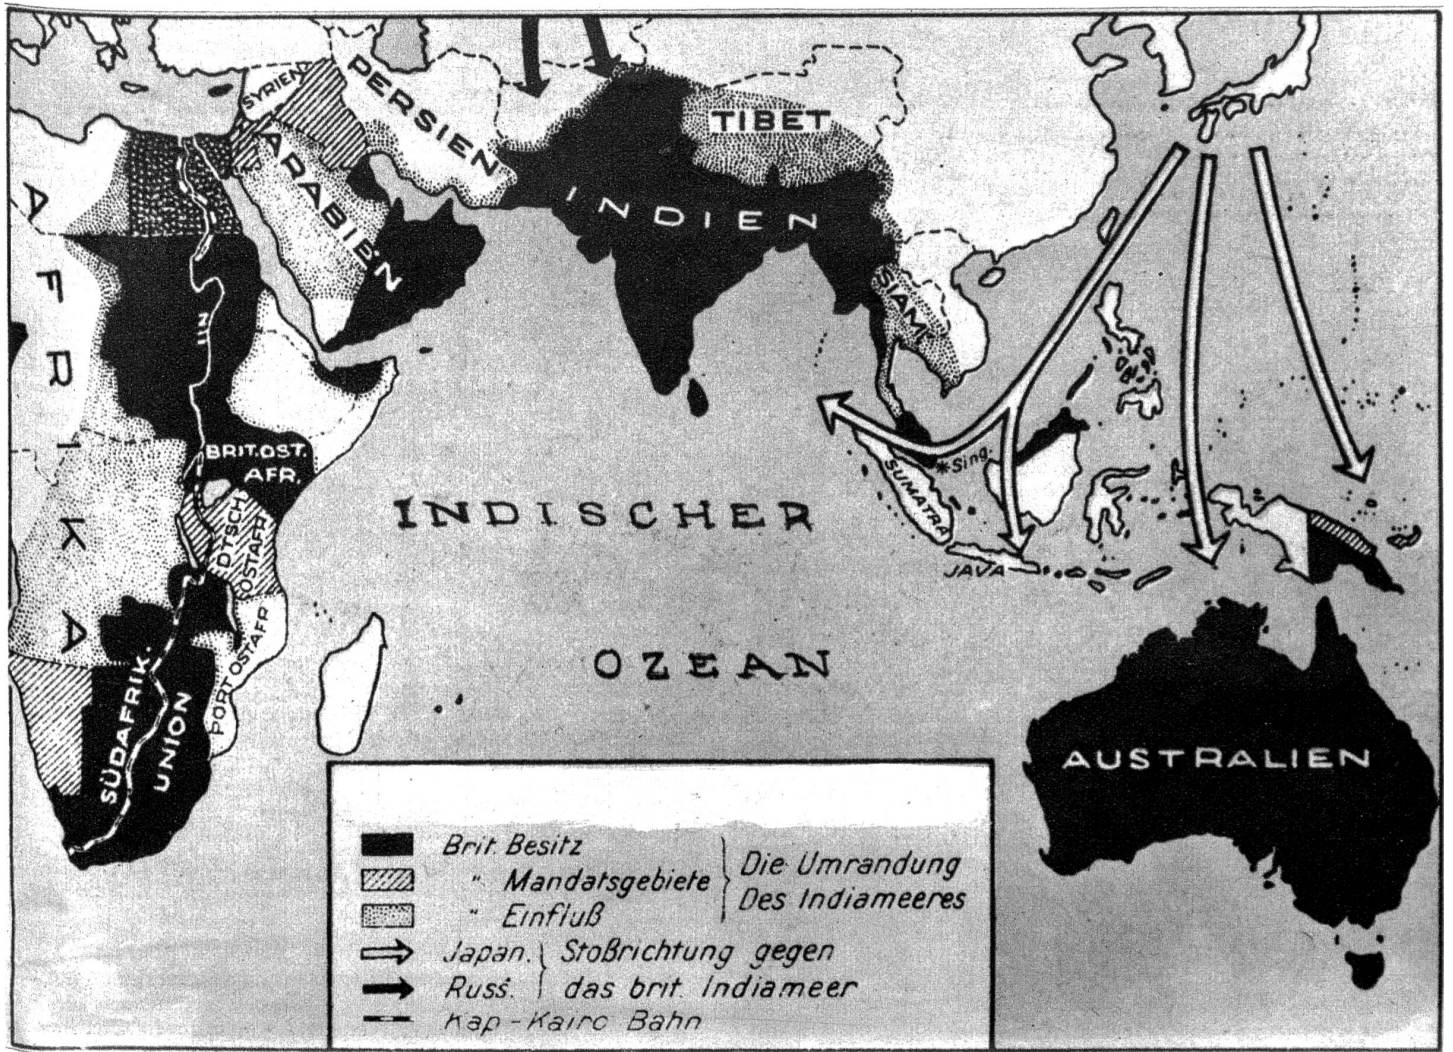 SYRIEN
PERSIEN
TIBET
ARABIEN
INDIEN
AFRIKA
SIAM
BRIT.OST.
AFR.
*Sing.
SUMATRA
INDISCHER
DTSCH.
OSTAFR.
JAVA
OZEAN
PORT OSTAFR
SÜDAFRIK.
UNION
AUSTRALIEN
Brit. Besitz
" Mandatsgebiete
" Einfluß
Die Umrandung
Des Indiameeres
Japan.
Russ.
Stoßrichtung gegen
das brit. Indiameer
Kap-Kairo Bahn